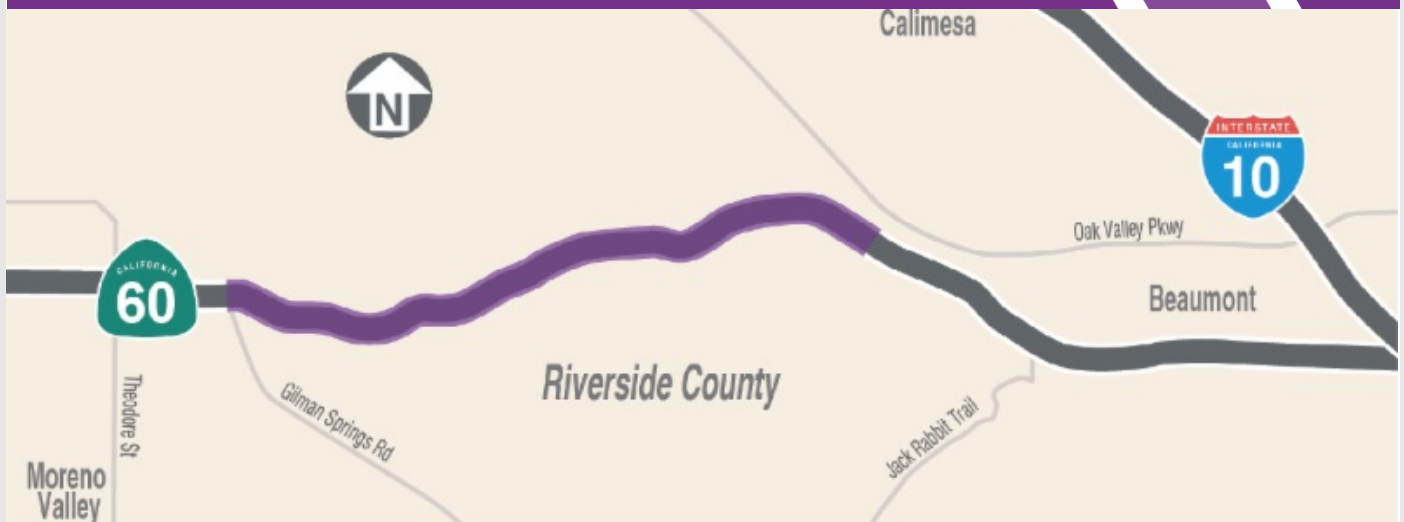 Calimesa
N
INTERSTATE
CALIFORNIA
10
Oak Valley Pkwy
CALIFORNIA
60
Beaumont
Theodore St
Gilman Springs Rd
Riverside County
Jack Rabbit Trail
Moreno
Valley